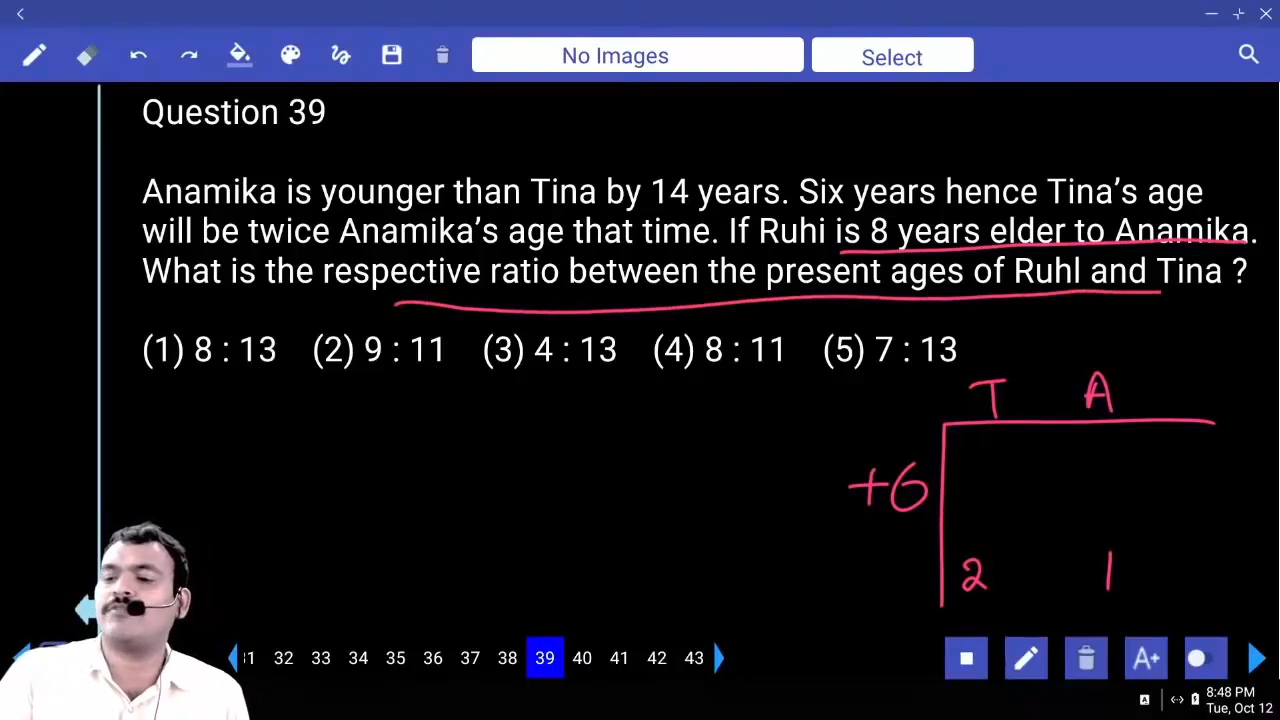 No Images
Select
Question 39
Anamika is younger than Tina by 14 years. Six years hence Tina’s age
will be twice Anamika’s age that time. If Ruhi is 8 years elder to Anamika.
What is the respective ratio between the present ages of Ruhl and Tina ?
(1) 8 : 13 (2) 9 : 11 (3) 4 : 13 (4) 8 : 11 (5) 7 : 13
T A
+6
2 1
31 32 33 34 35 36 37 38 39 40 41 42 43
A+
A
8:48 PM
Tue, Oct 12